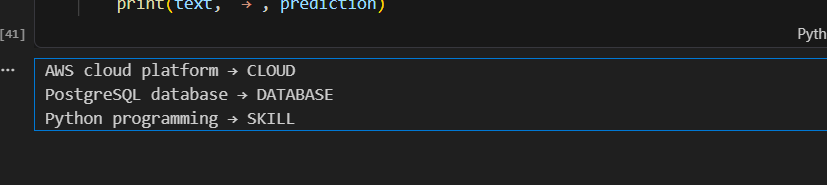 print(text, " → ", prediction)
[41]
Pyth
...
AWS cloud platform → CLOUD
PostgreSQL database → DATABASE
Python programming → SKILL